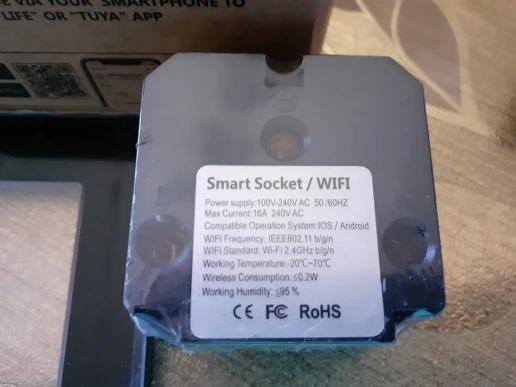 E VIA YOUR SMARTPHONE TO
LIFE" OR "TUYA" APP
Smart Socket / WIFI
Power supply:100V-240V AC 50 /60HZ
Max Current:16A 240V AC
Compatible Operation System:IOS / Android
WIFI Frequency: IEEE802.11 b/g/n
WIFI Standard: Wi-Fi 2.4GHz b/g/n
Working Temperature:-20℃~70℃
Wireless Consumption:≤0.2W
Working Humidity: ≤95 %
CE FC RoHS